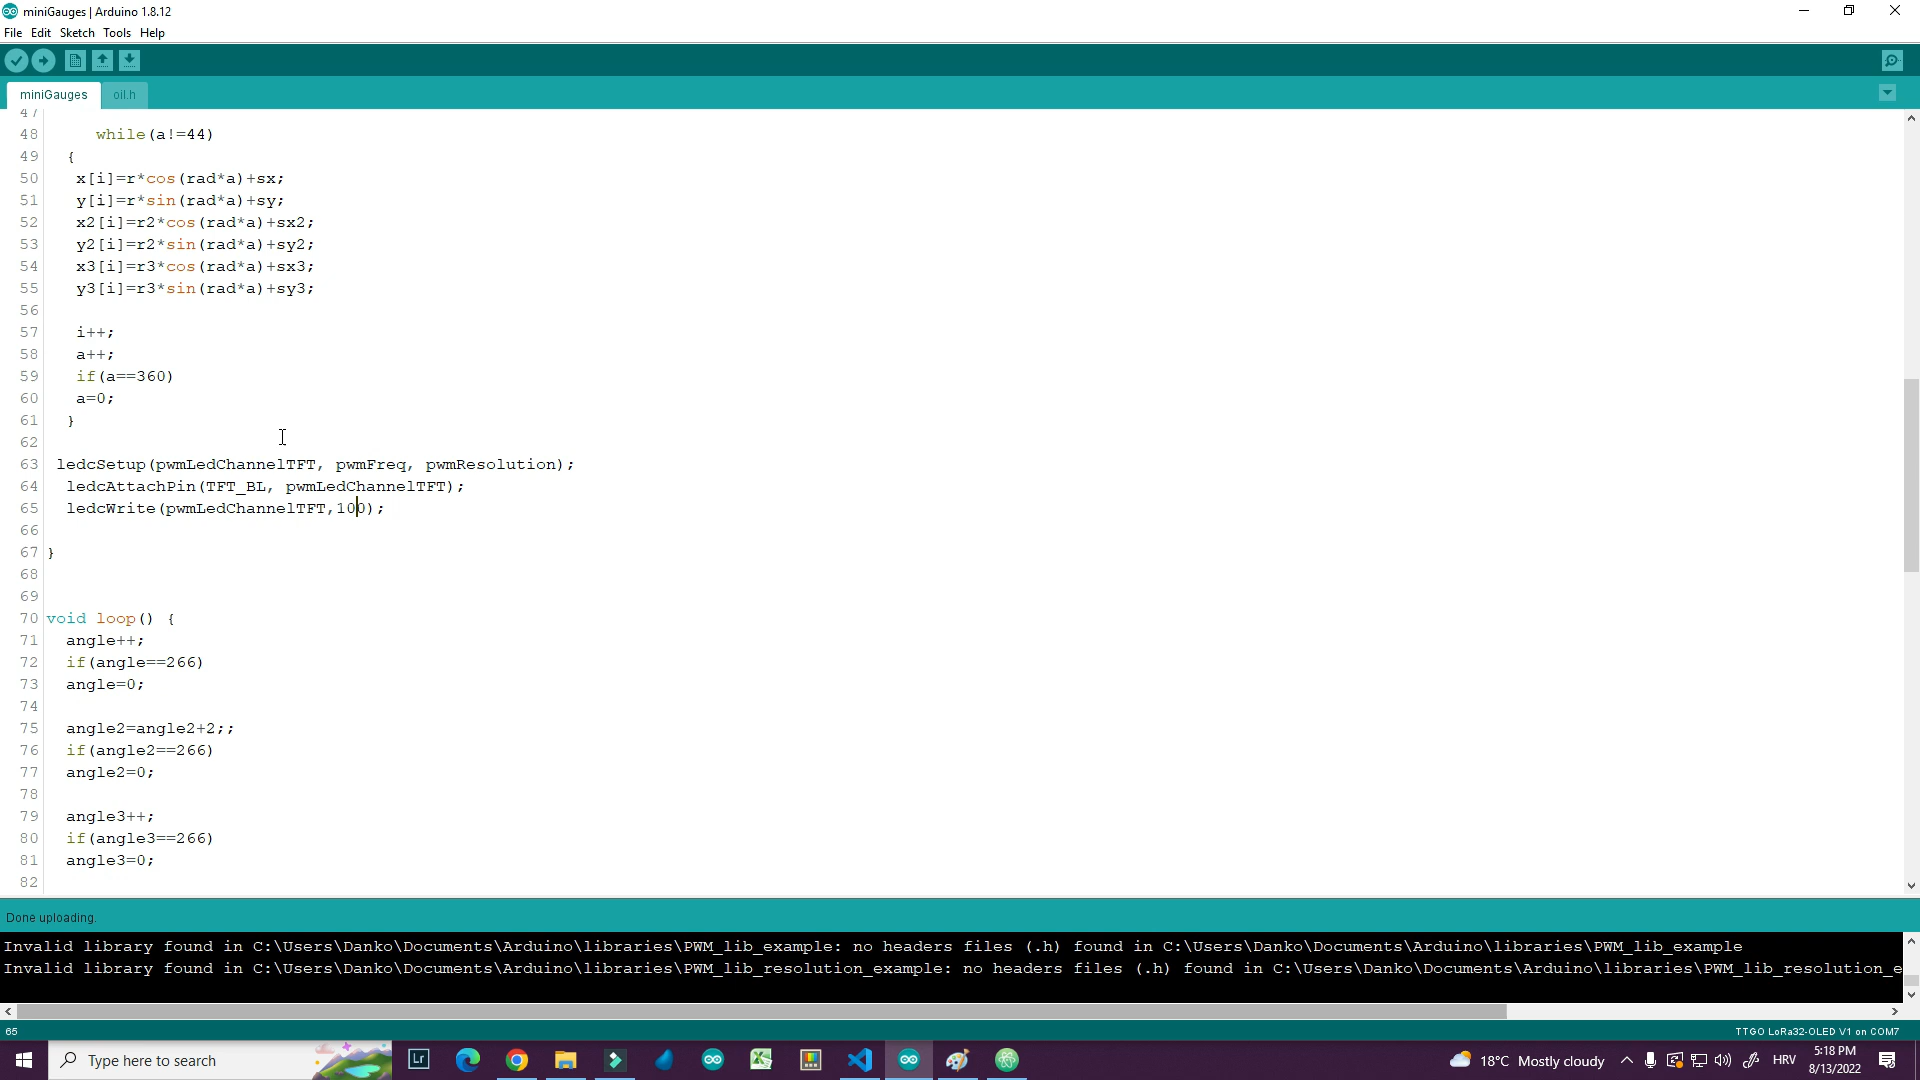 miniGauges | Arduino 1.8.12
File Edit Sketch Tools Help
miniGauges oil.h
47
48 while(a!=44)
49 {
50 x[i]=r*cos(rad*a)+sx;
51 y[i]=r*sin(rad*a)+sy;
52 x2[i]=r2*cos(rad*a)+sx2;
53 y2[i]=r2*sin(rad*a)+sy2;
54 x3[i]=r3*cos(rad*a)+sx3;
55 y3[i]=r3*sin(rad*a)+sy3;
56
57 i++;
58 a++;
59 if(a==360)
60 a=0;
61 }
62
63 ledcSetup(pwmLedChannelTFT, pwmFreq, pwmResolution);
64 ledcAttachPin(TFT_BL, pwmLedChannelTFT);
65 ledcWrite(pwmLedChannelTFT,100);
66
67 }
68
69
70 void loop() {
71 angle++;
72 if(angle==266)
73 angle=0;
74
75 angle2=angle2+2;;
76 if(angle2==266)
77 angle2=0;
78
79 angle3++;
80 if(angle3==266)
81 angle3=0;
82
Done uploading.
Invalid library found in C:\Users\Danko\Documents\Arduino\libraries\PWM_lib_example: no headers files (.h) found in C:\Users\Danko\Documents\Arduino\libraries\PWM_lib_example
Invalid library found in C:\Users\Danko\Documents\Arduino\libraries\PWM_lib_resolution_example: no headers files (.h) found in C:\Users\Danko\Documents\Arduino\libraries\PWM_lib_resolution_e
65 TTGO LoRa32-OLED V1 on COM7
Type here to search Lr 18°C Mostly cloudy HRV 5:18 PM
8/13/2022